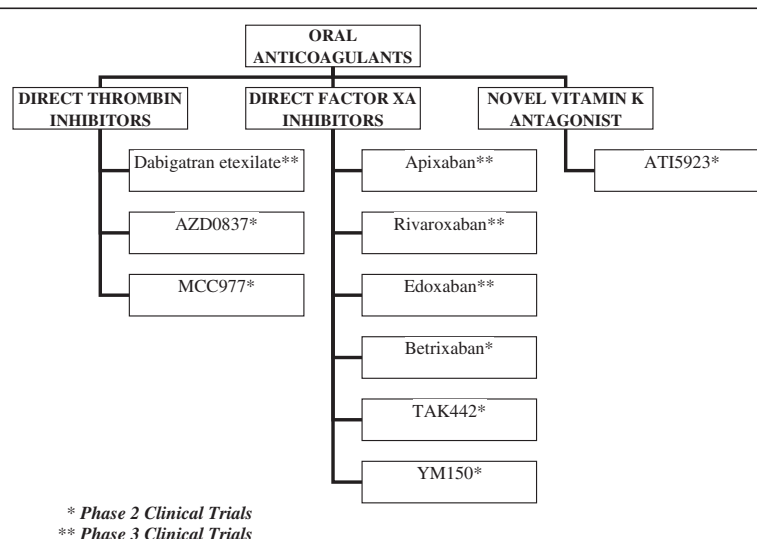 ORAL
ANTICOAGULANTS
DIRECT THROMBIN
INHIBITORS
DIRECT FACTOR XA
INHIBITORS
NOVEL VITAMIN K
ANTAGONIST
Dabigatran etexilate**
AZD0837*
MCC977*
Apixaban**
Rivaroxaban**
Edoxaban**
Betrixaban*
TAK442*
YM150*
ATI5923*
* Phase 2 Clinical Trials
** Phase 3 Clinical Trials